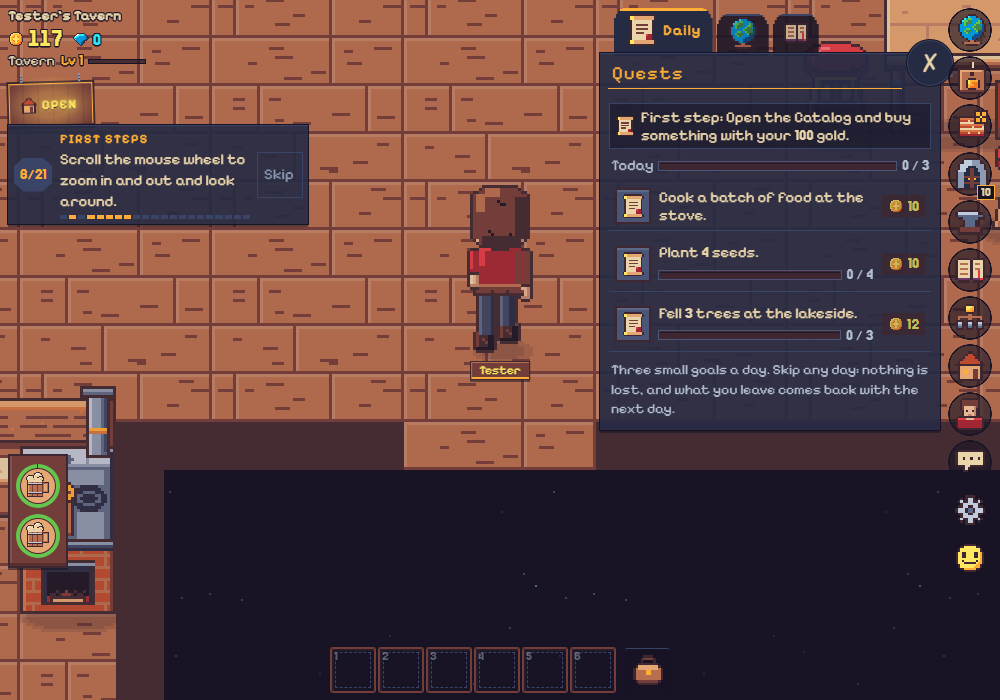 Tester's Tavern
117 0
Tavern Lv 1
OPEN
FIRST STEPS
6/21
Scroll the mouse wheel to
zoom in and out and look
around.
Skip
Daily
X
Quests
First step: Open the Catalog and buy
something with your 100 gold.
Today 0 / 3
Cook a batch of food at the
stove.
10
Plant 4 seeds.
0 / 4
10
Fell 3 trees at the lakeside.
0 / 3
12
Three small goals a day. Skip any day: nothing is
lost, and what you leave comes back with the
next day.
10
Tester
1 2 3 4 5 6